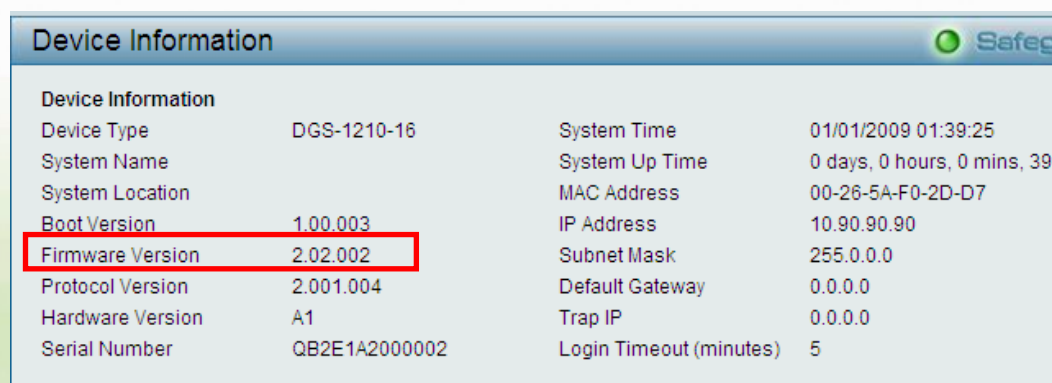 Device Information
Device Information
Device Type DGS-1210-16 System Time 01/01/2009 01:39:25
System Name System Up Time 0 days, 0 hours, 0 mins, 39
System Location MAC Address 00-26-5A-F0-2D-D7
Boot Version 1.00.003 IP Address 10.90.90.90
Firmware Version 2.02.002 Subnet Mask 255.0.0.0
Protocol Version 2.001.004 Default Gateway 0.0.0.0
Hardware Version A1 Trap IP 0.0.0.0
Serial Number QB2E1A2000002 Login Timeout (minutes) 5